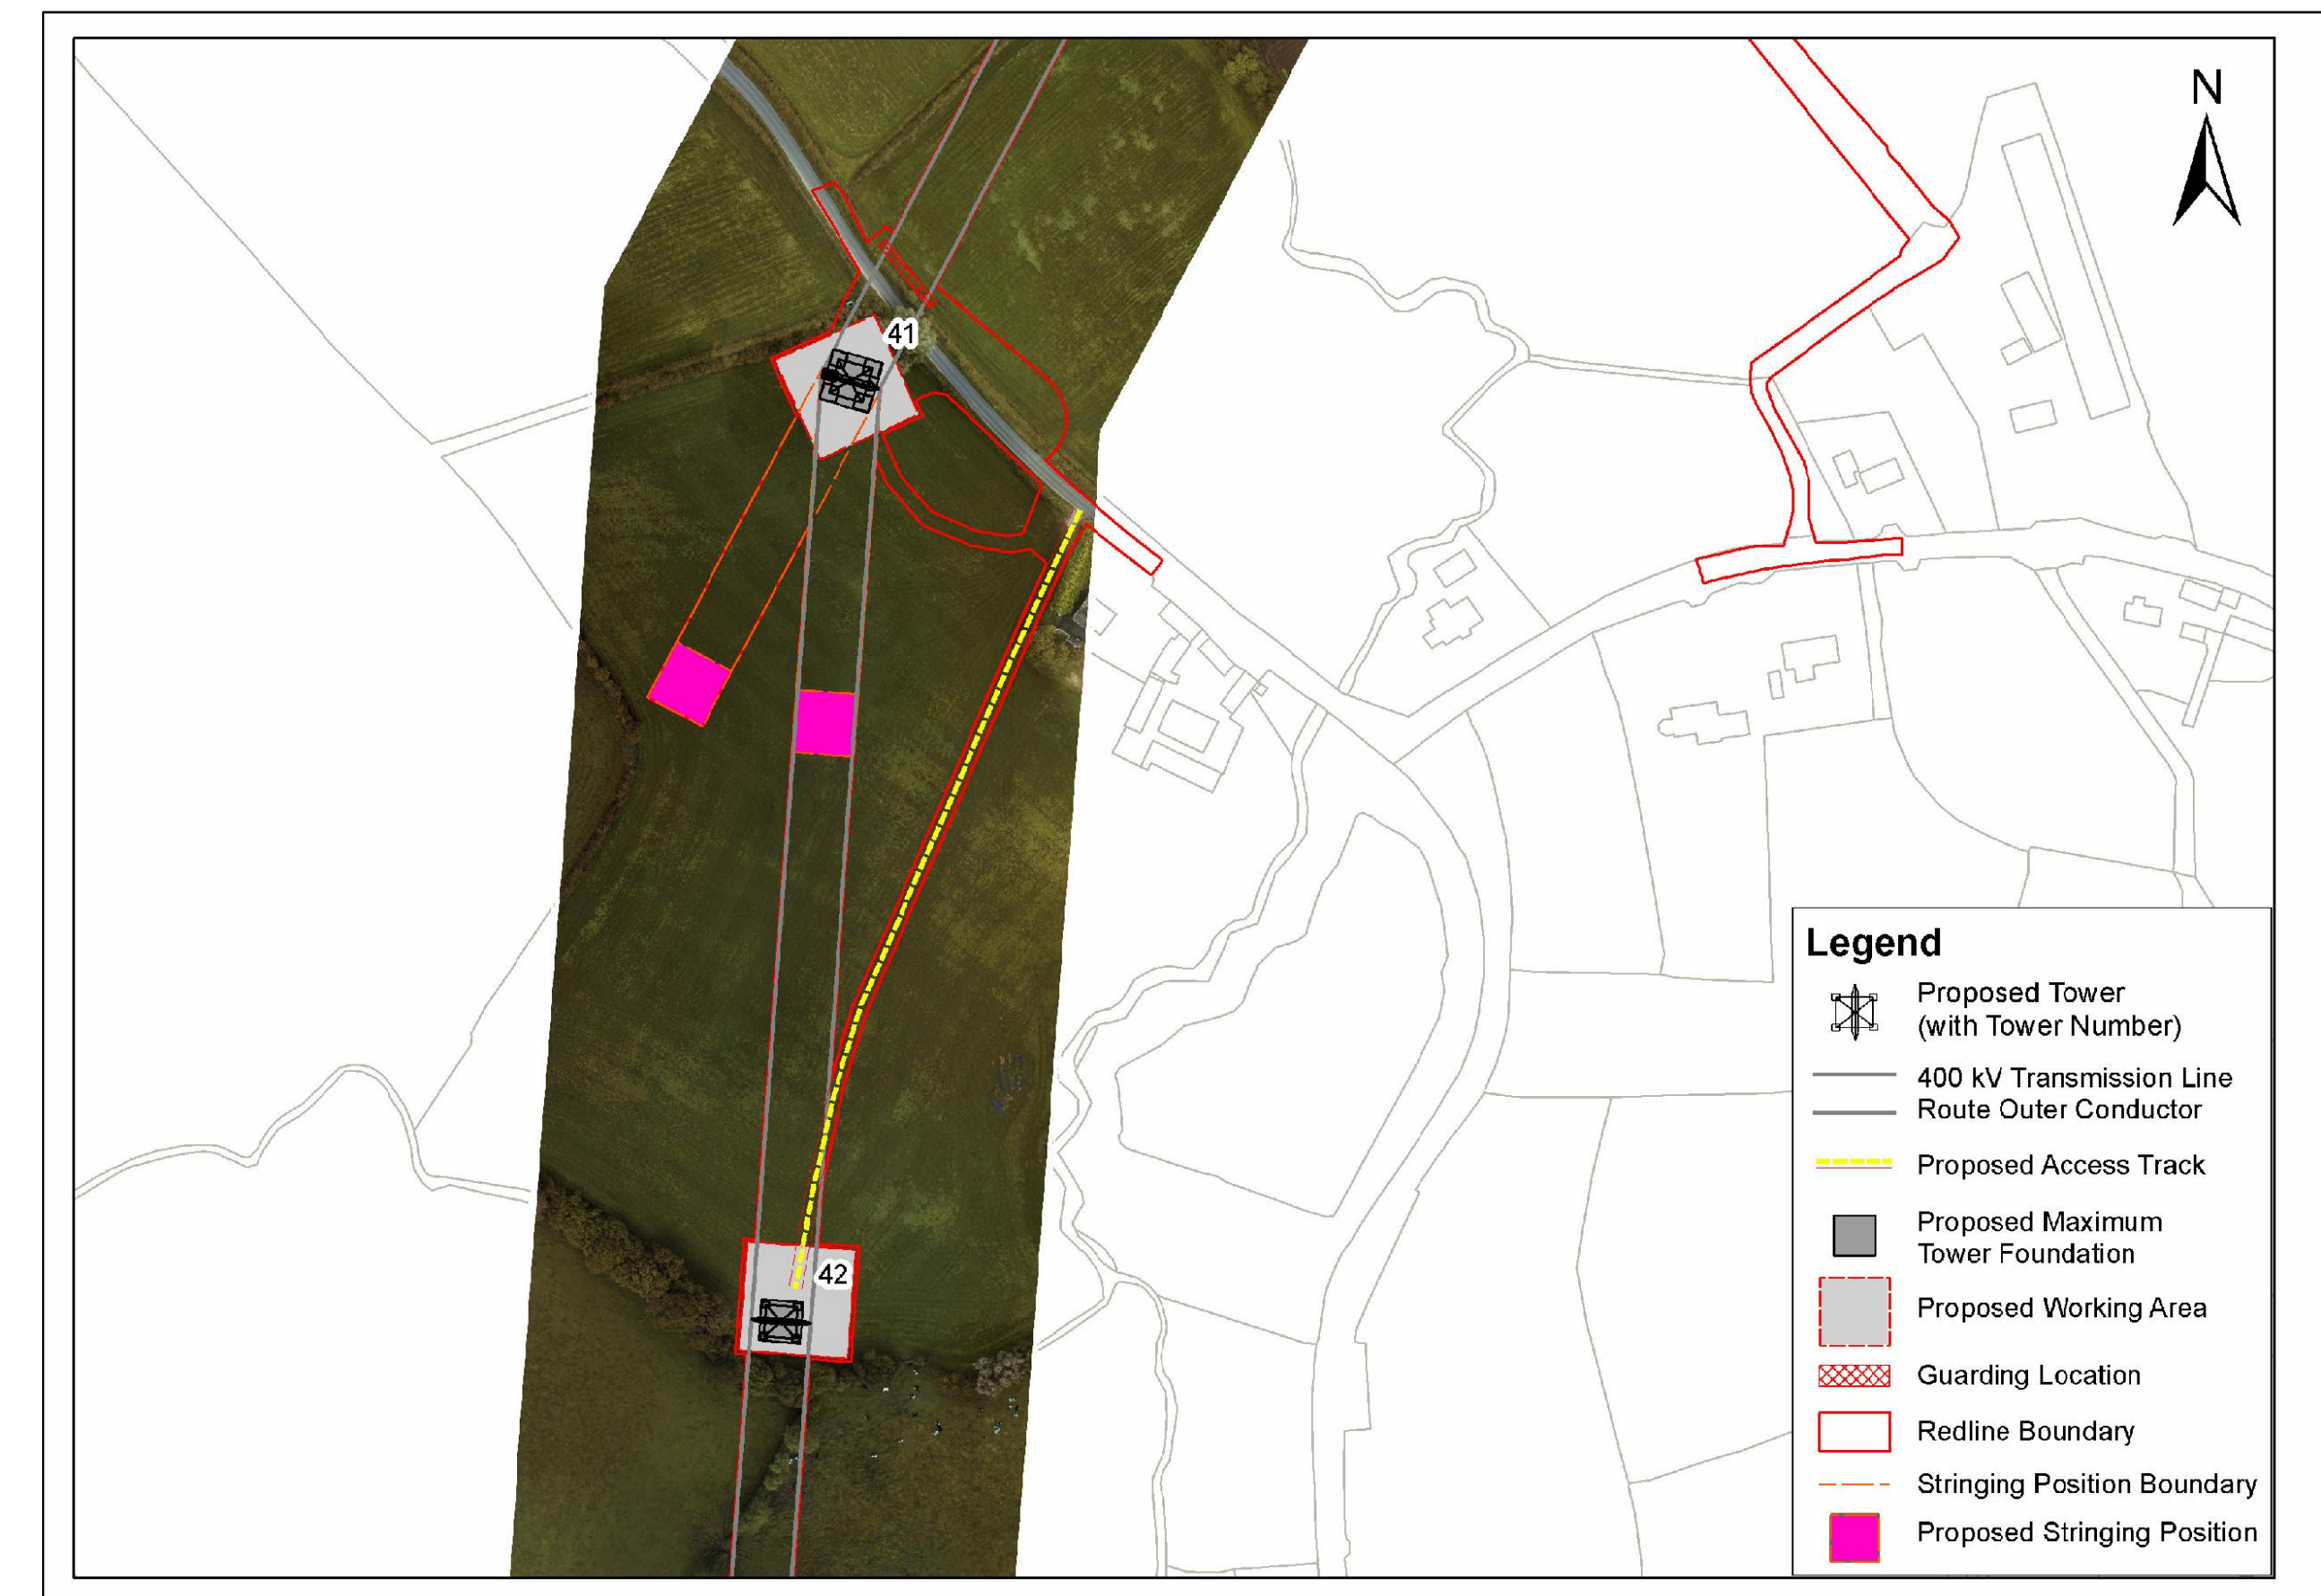 N
41
42
Legend
Proposed Tower
(with Tower Number)
400 kV Transmission Line
Route Outer Conductor
Proposed Access Track
Proposed Maximum
Tower Foundation
Proposed Working Area
Guarding Location
Redline Boundary
Stringing Position Boundary
Proposed Stringing Position